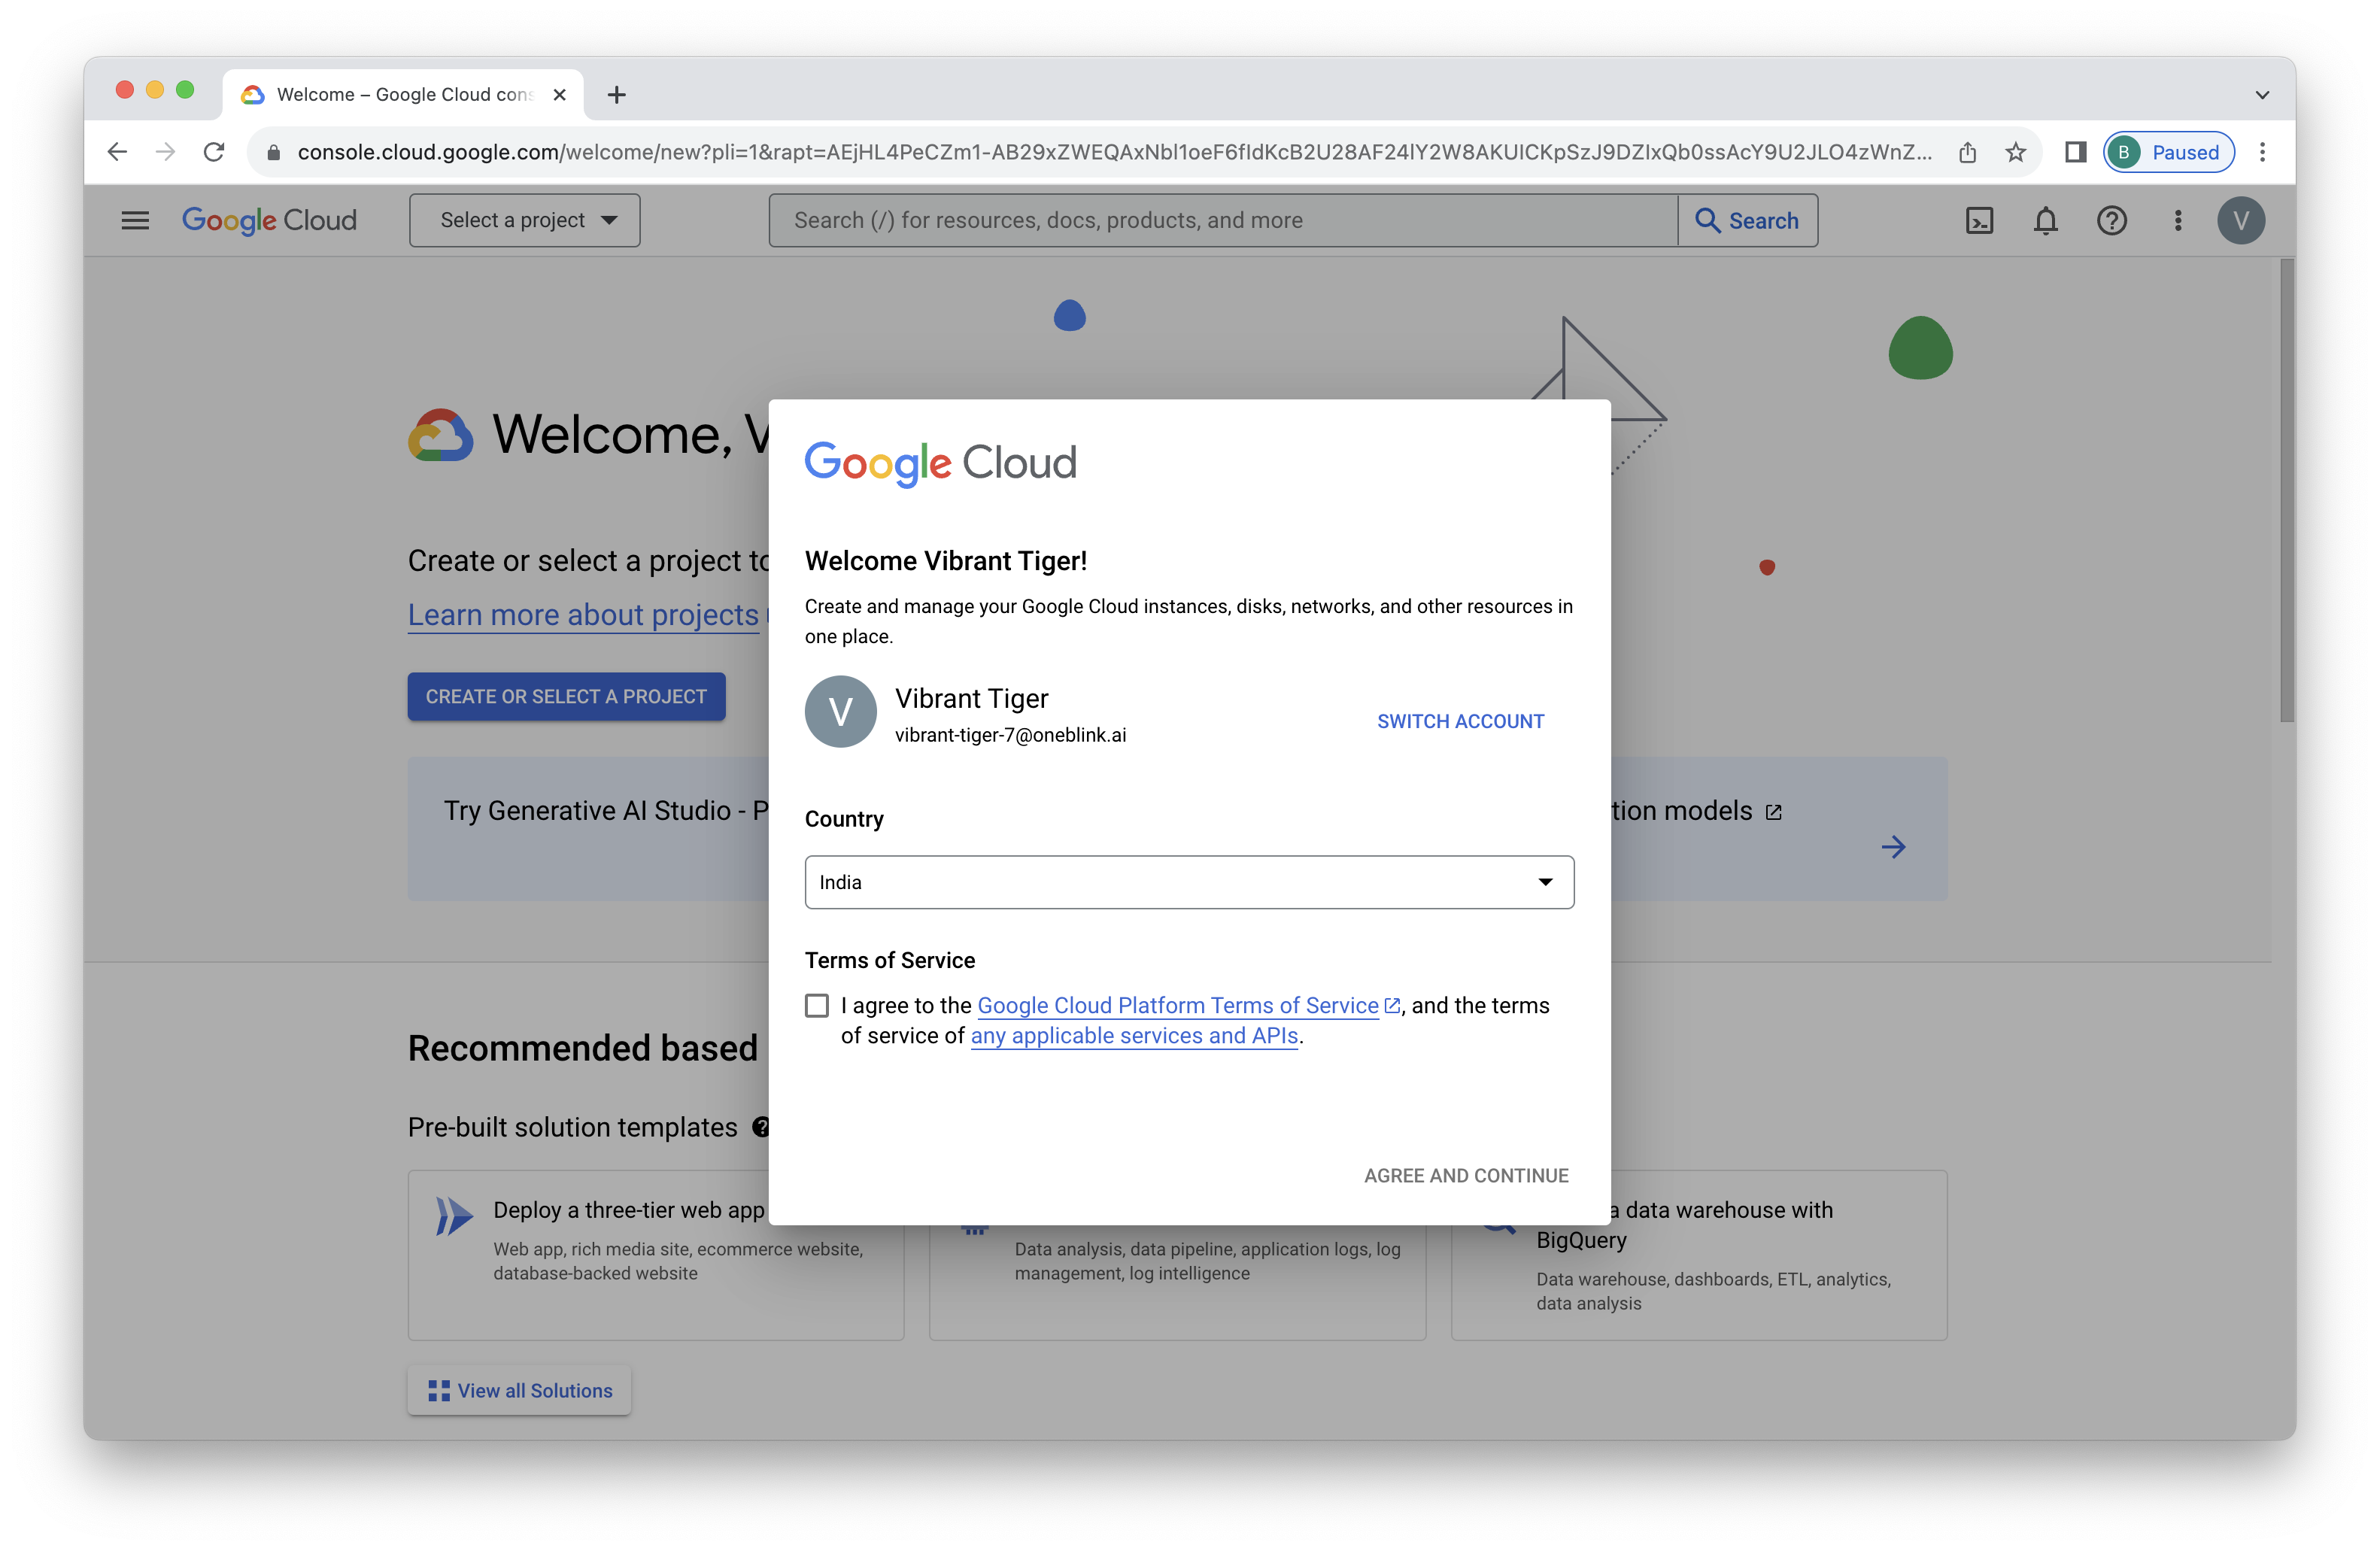 Welcome – Google Cloud cons
console.cloud.google.com/welcome/new?pli=1&rapt=AEjHL4PeCZm1-AB29xZWEQAxNbl1oeF6fIdKcB2U28AF24lY2W8AKUICKpSzJ9DZIxQb0ssAcY9U2JLO4zWnZ...
B Paused
Google Cloud
Select a project
Search (/) for resources, docs, products, and more
Search
V
Welcome, V
Create or select a project to
Learn more about projects
CREATE OR SELECT A PROJECT
Try Generative AI Studio - P
tion models
Google Cloud
Welcome Vibrant Tiger!
Create and manage your Google Cloud instances, disks, networks, and other resources in
one place.
V
Vibrant Tiger
vibrant-tiger-7@oneblink.ai
SWITCH ACCOUNT
Country
India
Terms of Service
I agree to the Google Cloud Platform Terms of Service, and the terms
of service of any applicable services and APIs.
AGREE AND CONTINUE
Recommended based
Pre-built solution templates
Deploy a three-tier web app
Web app, rich media site, ecommerce website,
database-backed website
Data analysis, data pipeline, application logs, log
management, log intelligence
a data warehouse with
BigQuery
Data warehouse, dashboards, ETL, analytics,
data analysis
View all Solutions